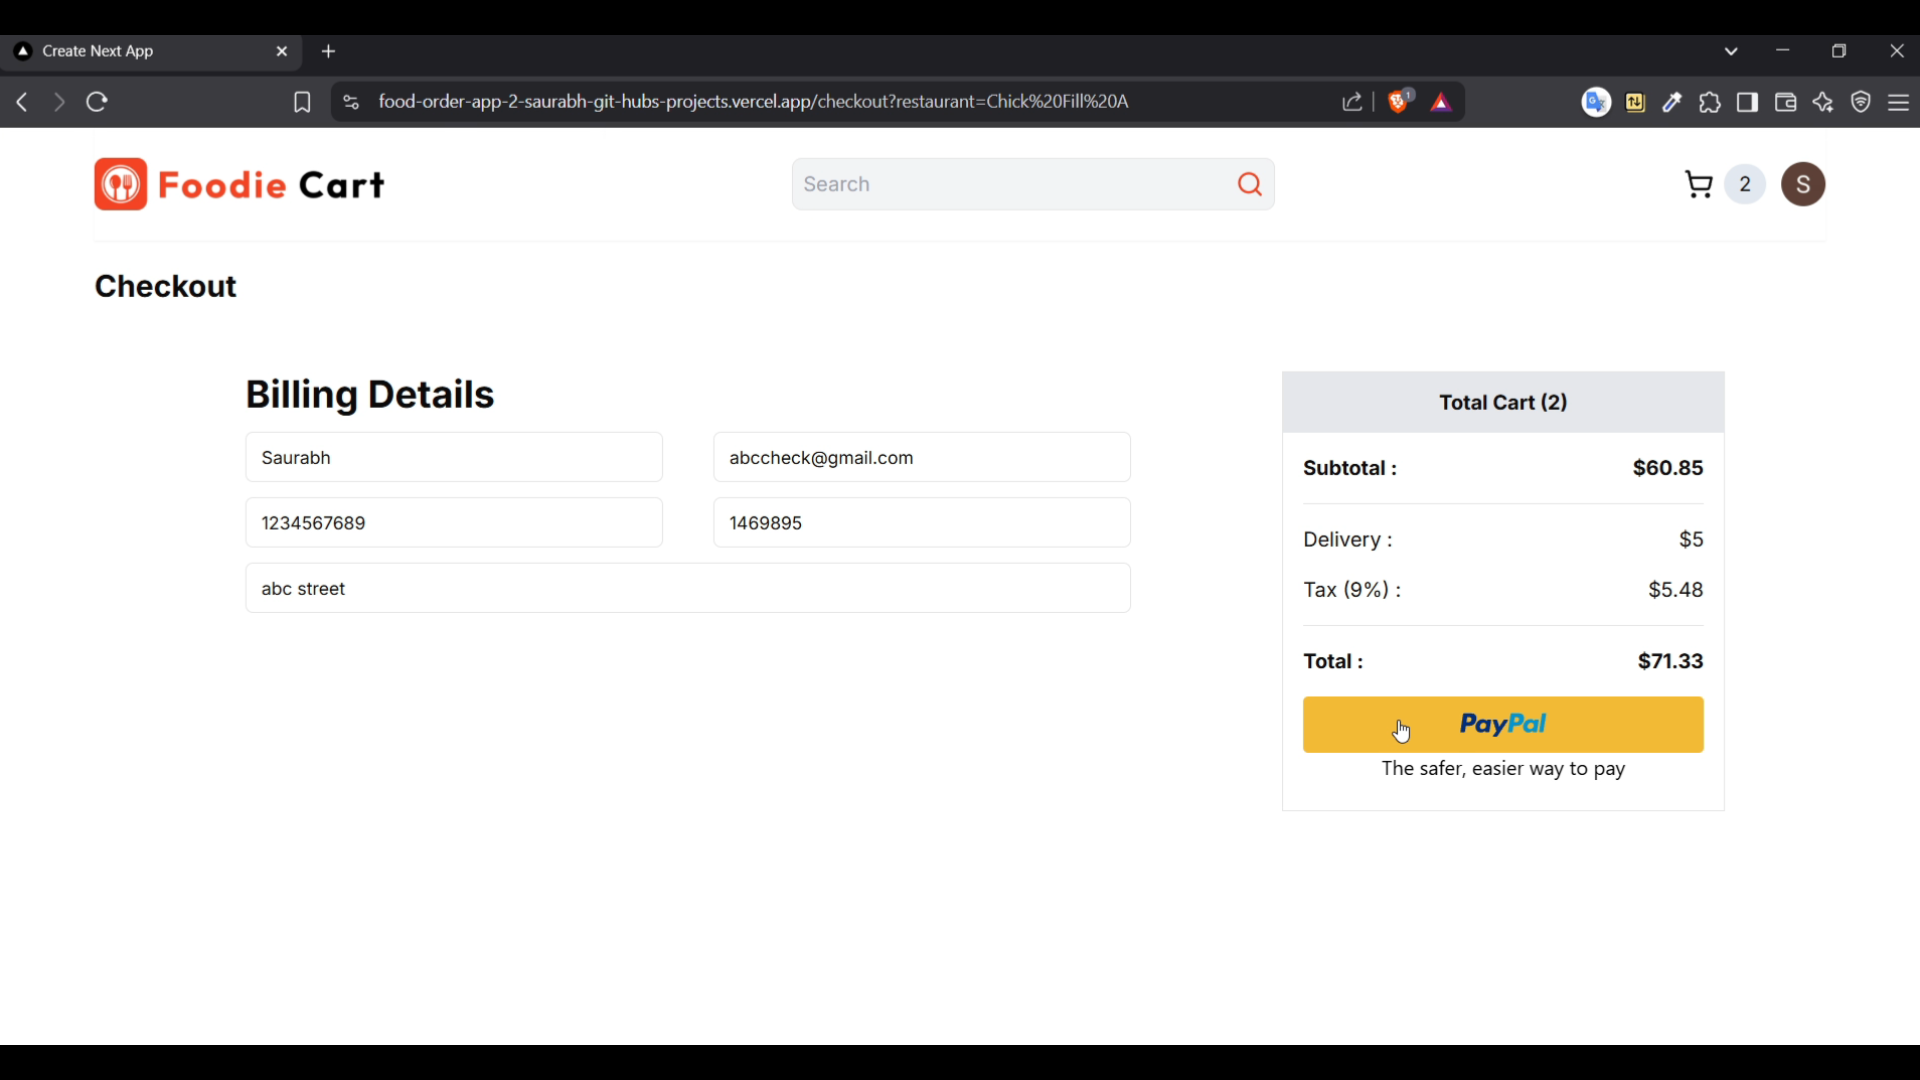 Create Next App
food-order-app-2-saurabh-git-hubs-projects.vercel.app/checkout?restaurant=Chick%20Fill%20A
1
Foodie Cart
Search
2
S
Checkout
Billing Details
Saurabh
abccheck@gmail.com
1234567689
1469895
abc street
Total Cart (2)
Subtotal : $60.85
Delivery : $5
Tax (9%) : $5.48
Total : $71.33
PayPal
The safer, easier way to pay